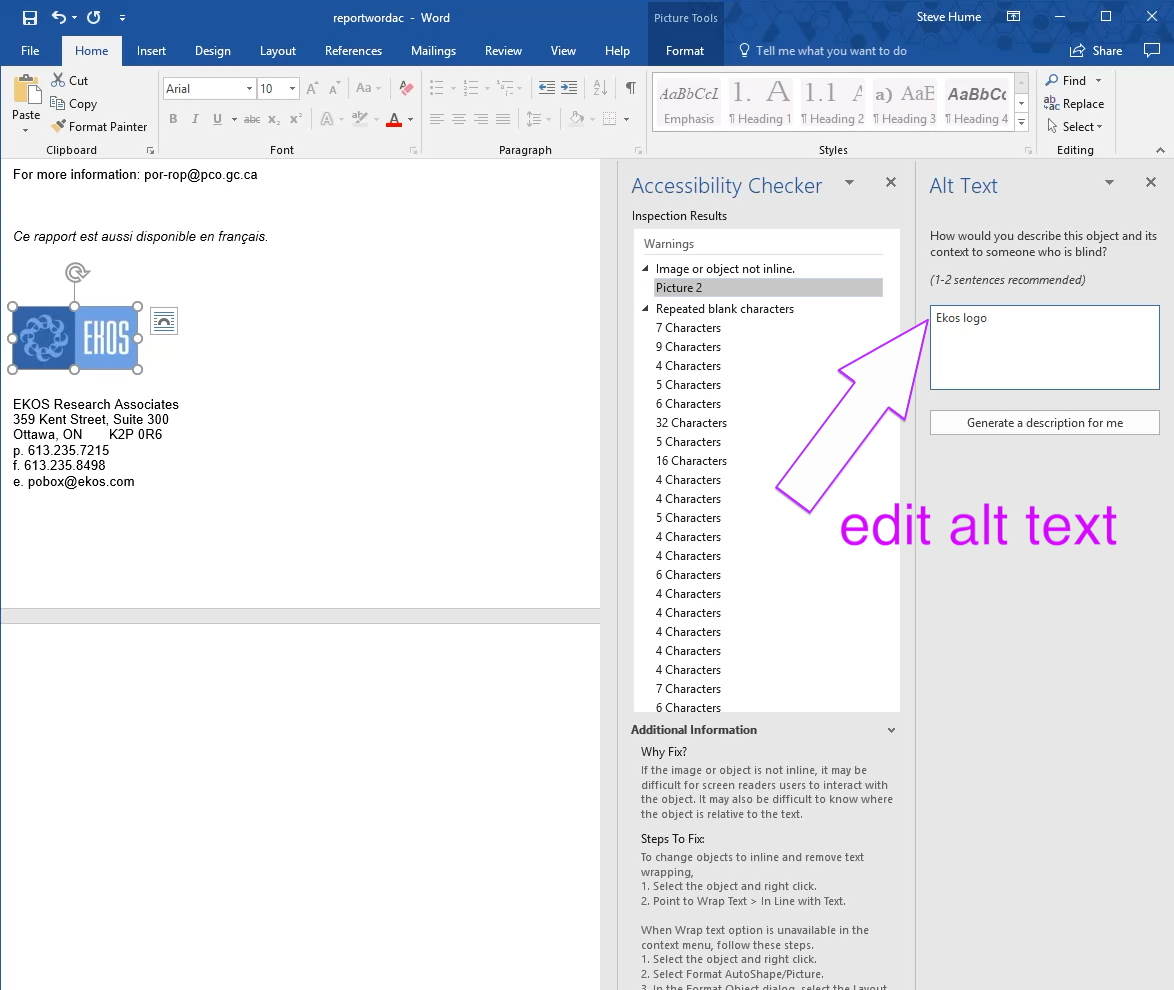 reportwordac - Word
Picture Tools
Steve Hume
File Home Insert Design Layout References Mailings Review View Help Format Tell me what you want to do Share
Paste
Cut
Copy
Format Painter
Clipboard
Arial 10
Aa
B I U abc x₂ x²
A A
Font
Paragraph
AaBbCcI 1. A 1.1 A a) AaB AaBbCc
Emphasis ¶ Heading 1 ¶ Heading 2 ¶ Heading 3 ¶ Heading 4
Styles
Find
Replace
Select
Editing
For more information: por-rop@pco.gc.ca
Ce rapport est aussi disponible en français.
EKOS
EKOS Research Associates
359 Kent Street, Suite 300
Ottawa, ON K2P 0R6
p. 613.235.7215
f. 613.235.8498
e. pobox@ekos.com
Accessibility Checker
Inspection Results
Warnings
Image or object not inline.
Picture 2
Repeated blank characters
7 Characters
9 Characters
4 Characters
5 Characters
6 Characters
32 Characters
5 Characters
16 Characters
4 Characters
4 Characters
5 Characters
4 Characters
4 Characters
6 Characters
4 Characters
4 Characters
4 Characters
4 Characters
4 Characters
7 Characters
6 Characters
Additional Information
Why Fix?
If the image or object is not inline, it may be
difficult for screen readers users to interact with
the object. It may also be difficult to know where
the object is relative to the text.
Steps To Fix:
To change objects to inline and remove text
wrapping,
1. Select the object and right click.
2. Point to Wrap Text > In Line with Text.
When Wrap text option is unavailable in the
context menu, follow these steps.
1. Select the object and right click.
2. Select Format AutoShape/Picture.
3. In the Format Object dialog, select the Layout
Alt Text
How would you describe this object and its
context to someone who is blind?
(1-2 sentences recommended)
Ekos logo
Generate a description for me
edit alt text